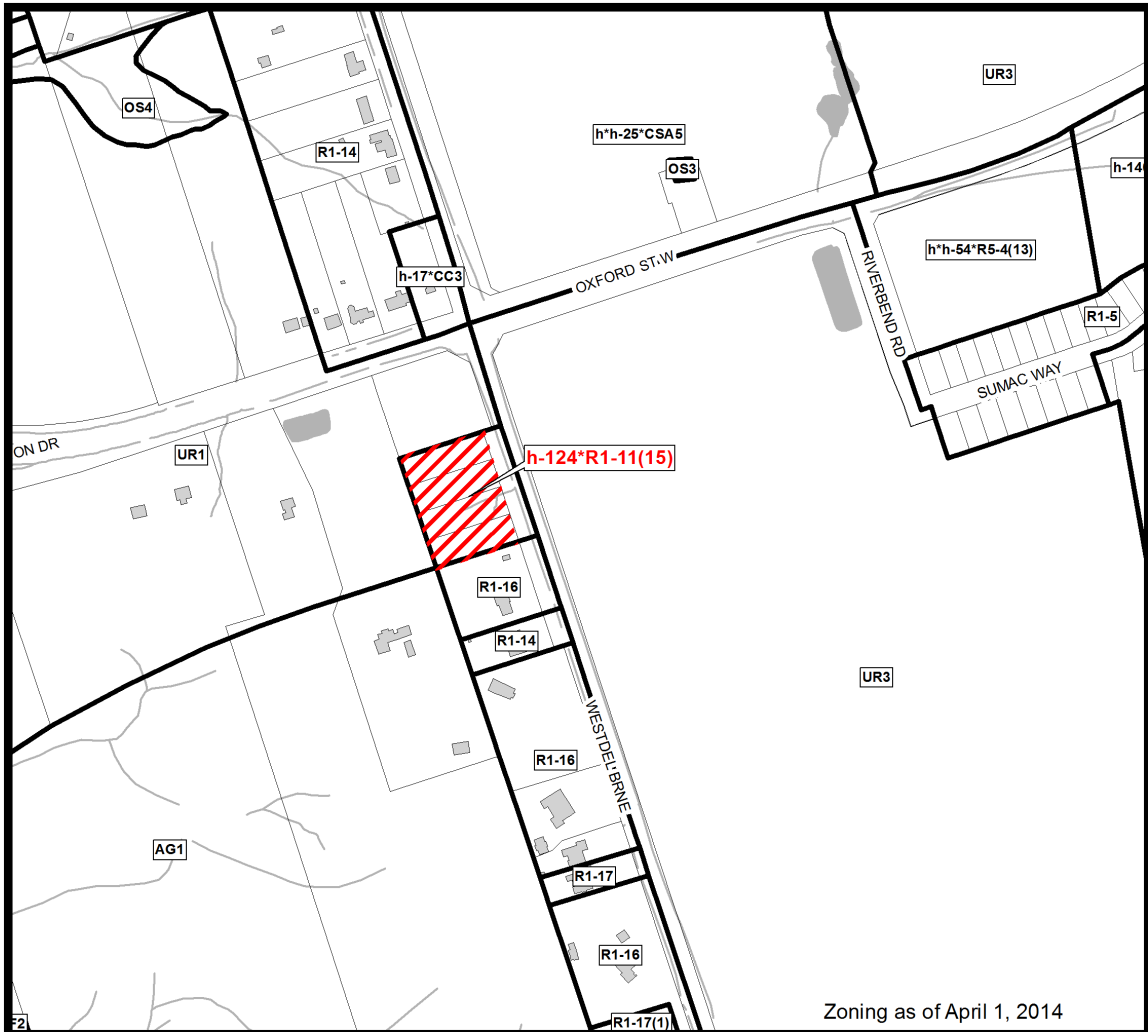 UR3
OS4
h*h-25*CSA5
R1-14
OS3
h-14
h*h-54*R5-4(13)
OXFORD ST W
RIVERBEND RD
h-17*CC3
R1-5
SUMAC WAY
ON DR
UR1
h-124*R1-11(15)
R1-16
R1-14
UR3
WESTDEL BRNE
R1-16
AG1
R1-17
R1-16
F2
R1-17(1)
Zoning as of April 1, 2014